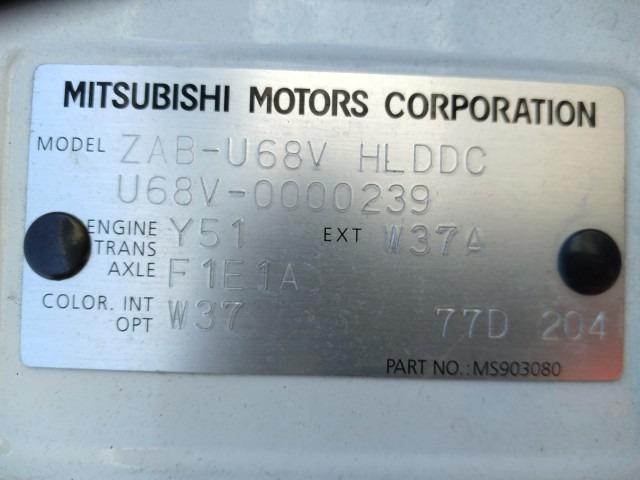 MITSUBISHI MOTORS CORPORATION
MODEL ZAB-U68V HLDDC
U68V-0000239
ENGINE Y51 EXT W37A
TRANS AXLE F1E1A
COLOR. INT OPT W37 77D 204
PART NO.: MS903080